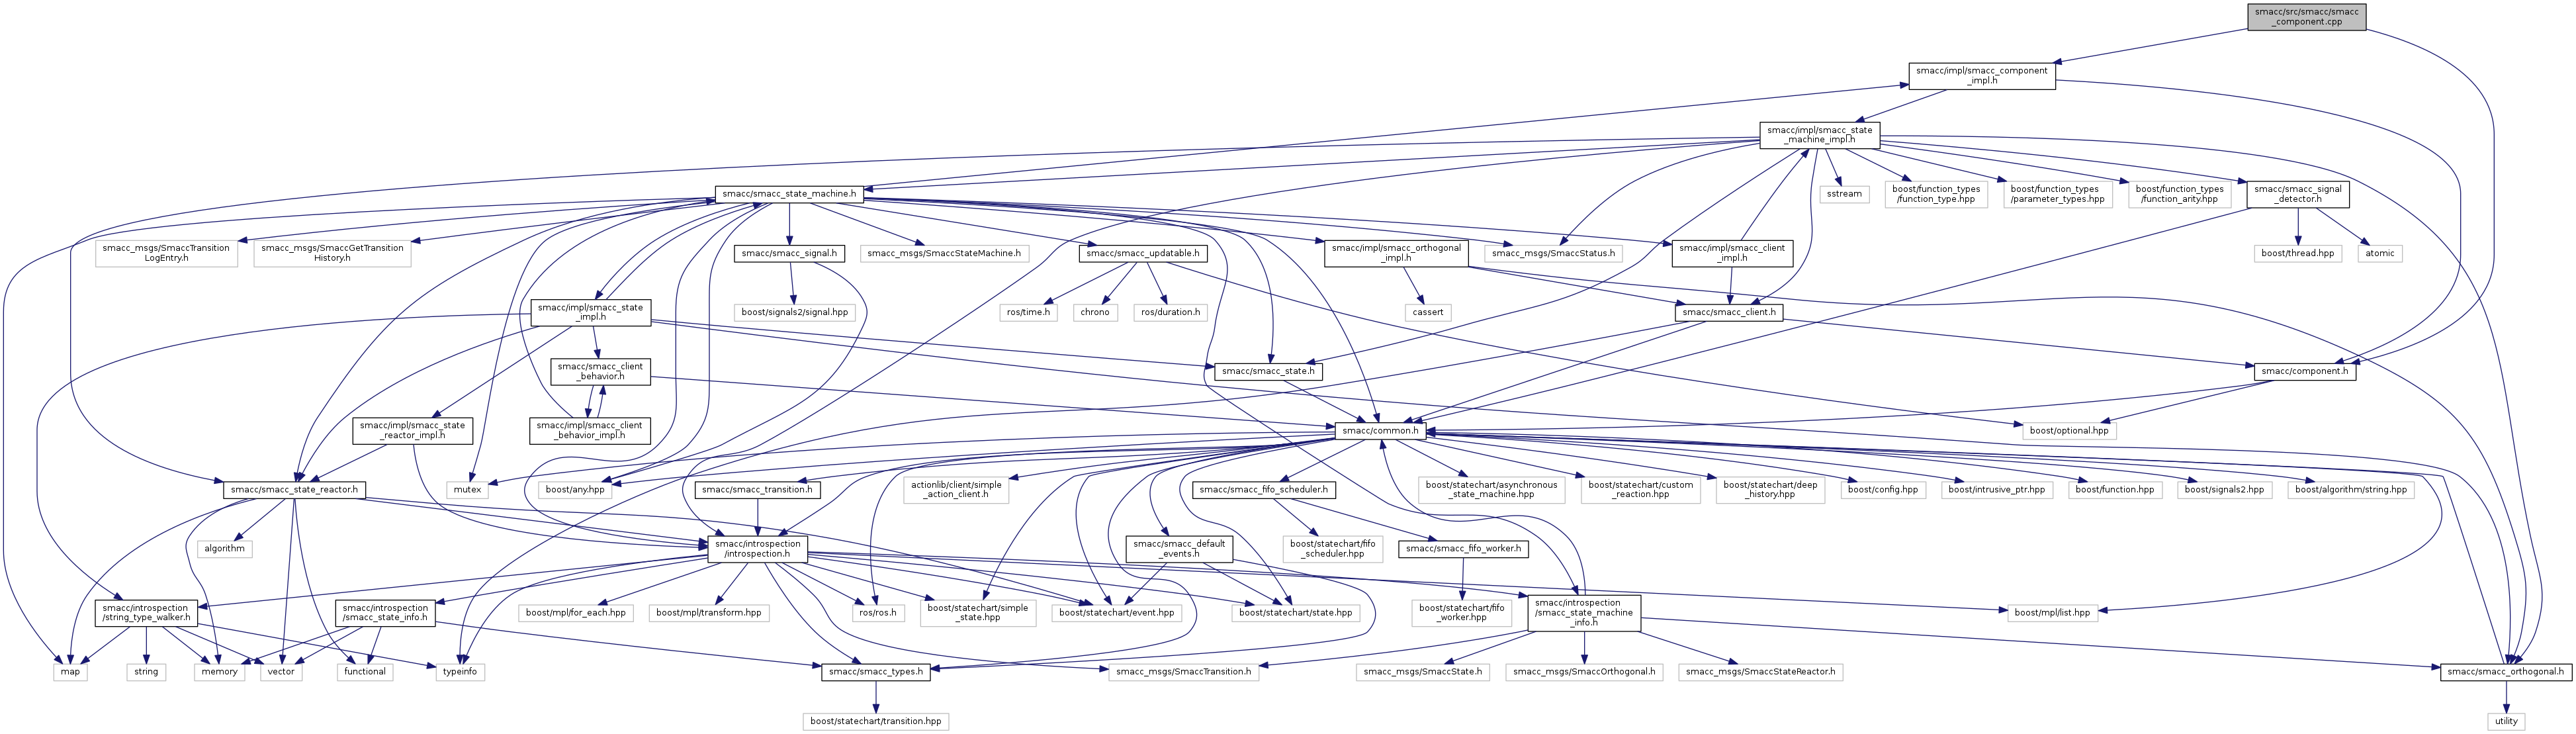 smacc/src/smacc/smacc
_component.cpp
smacc/impl/smacc_component
_impl.h
smacc/impl/smacc_state
_machine_impl.h
smacc/smacc_state_machine.h
sstream
boost/function_types
/function_type.hpp
boost/function_types
/parameter_types.hpp
boost/function_types
/function_arity.hpp
smacc/smacc_signal
_detector.h
smacc_msgs/SmaccTransition
LogEntry.h
smacc_msgs/SmaccGetTransition
History.h
smacc/smacc_signal.h
smacc_msgs/SmaccStateMachine.h
smacc/smacc_updatable.h
smacc/impl/smacc_orthogonal
_impl.h
smacc_msgs/SmaccStatus.h
smacc/impl/smacc_client
_impl.h
boost/thread.hpp
atomic
smacc/impl/smacc_state
_impl.h
boost/signals2/signal.hpp
ros/time.h
chrono
ros/duration.h
cassert
smacc/smacc_client.h
smacc/smacc_client
_behavior.h
smacc/smacc_state.h
smacc/component.h
smacc/impl/smacc_state
_reactor_impl.h
smacc/impl/smacc_client
_behavior_impl.h
smacc/common.h
boost/optional.hpp
smacc/smacc_state_reactor.h
mutex
boost/any.hpp
smacc/smacc_transition.h
actionlib/client/simple
_action_client.h
smacc/smacc_fifo_scheduler.h
boost/statechart/asynchronous
_state_machine.hpp
boost/statechart/custom
_reaction.hpp
boost/statechart/deep
_history.hpp
boost/config.hpp
boost/intrusive_ptr.hpp
boost/function.hpp
boost/signals2.hpp
boost/algorithm/string.hpp
algorithm
smacc/introspection
/introspection.h
smacc/smacc_default
_events.h
boost/statechart/fifo
_scheduler.hpp
smacc/smacc_fifo_worker.h
smacc/introspection
/string_type_walker.h
smacc/introspection
/smacc_state_info.h
boost/mpl/for_each.hpp
boost/mpl/transform.hpp
ros/ros.h
boost/statechart/simple
_state.hpp
boost/statechart/event.hpp
boost/statechart/state.hpp
boost/statechart/fifo
_worker.hpp
smacc/introspection
/smacc_state_machine
_info.h
boost/mpl/list.hpp
map
string
memory
vector
functional
typeinfo
smacc/smacc_types.h
smacc_msgs/SmaccTransition.h
smacc_msgs/SmaccState.h
smacc_msgs/SmaccOrthogonal.h
smacc_msgs/SmaccStateReactor.h
smacc/smacc_orthogonal.h
boost/statechart/transition.hpp
utility